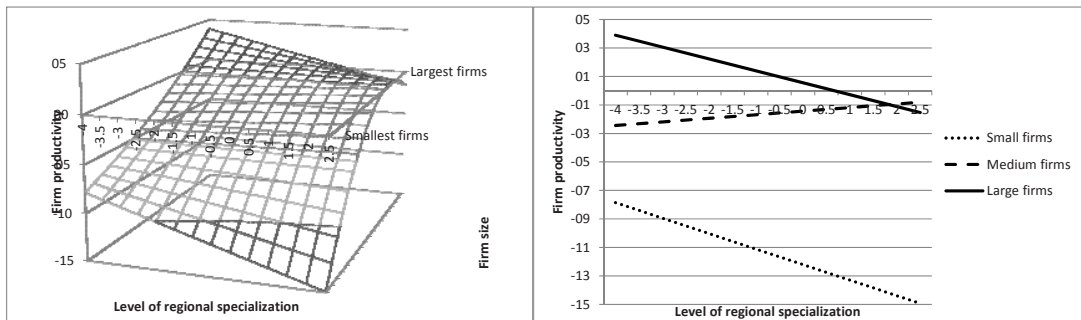 05
00
-05
-10
-15
Firm productivity
-4
-3.5
-3
-2.5
-2
-1.5
-1
-0.5
0
0.5
1
1.5
2
2.5
Largest firms
Smallest firms
Firm size
Level of regional specialization
05
03
01
-01
-03
-05
-07
-09
-11
-13
-15
Firm productivity
-4 -3.5 -3 -2.5 -2 -1.5 -1 -0.5 0 0.5 1 1.5 2 2.5
Small firms
Medium firms
Large firms
Level of regional specialization